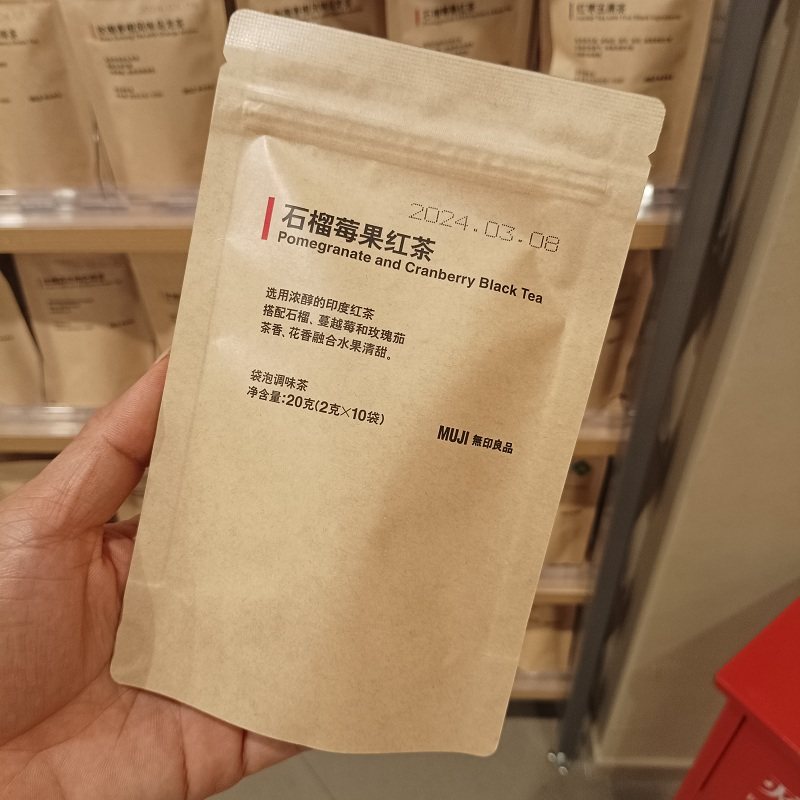 2024.03.08
石榴莓果红茶
Pomegranate and Cranberry Black Tea
选用浓醇的印度红茶
搭配石榴、蔓越莓和玫瑰茄
茶香、花香融合水果清甜。
袋泡调味茶
净含量:20克(2克×10袋)
MUJI 無印良品